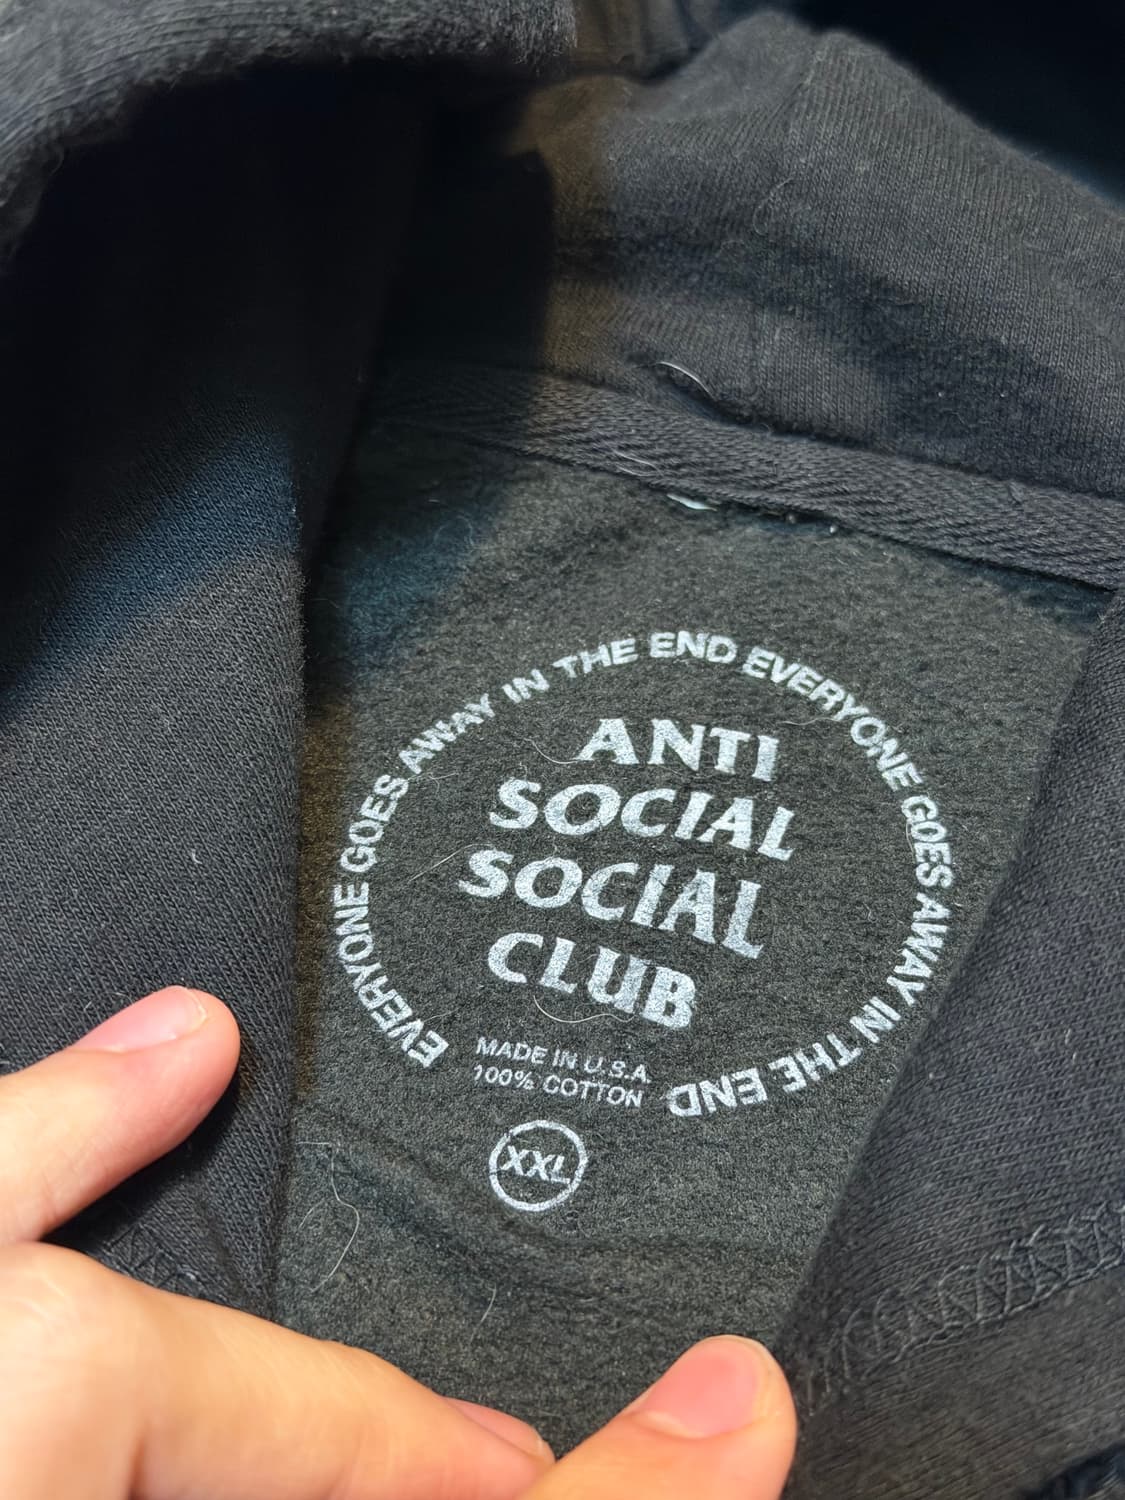 EVERYONE GOES AWAY IN THE END EVERYONE GOES AWAY IN THE END
ANTI
SOCIAL
SOCIAL
CLUB
MADE IN U.S.A.
100% COTTON
XXL